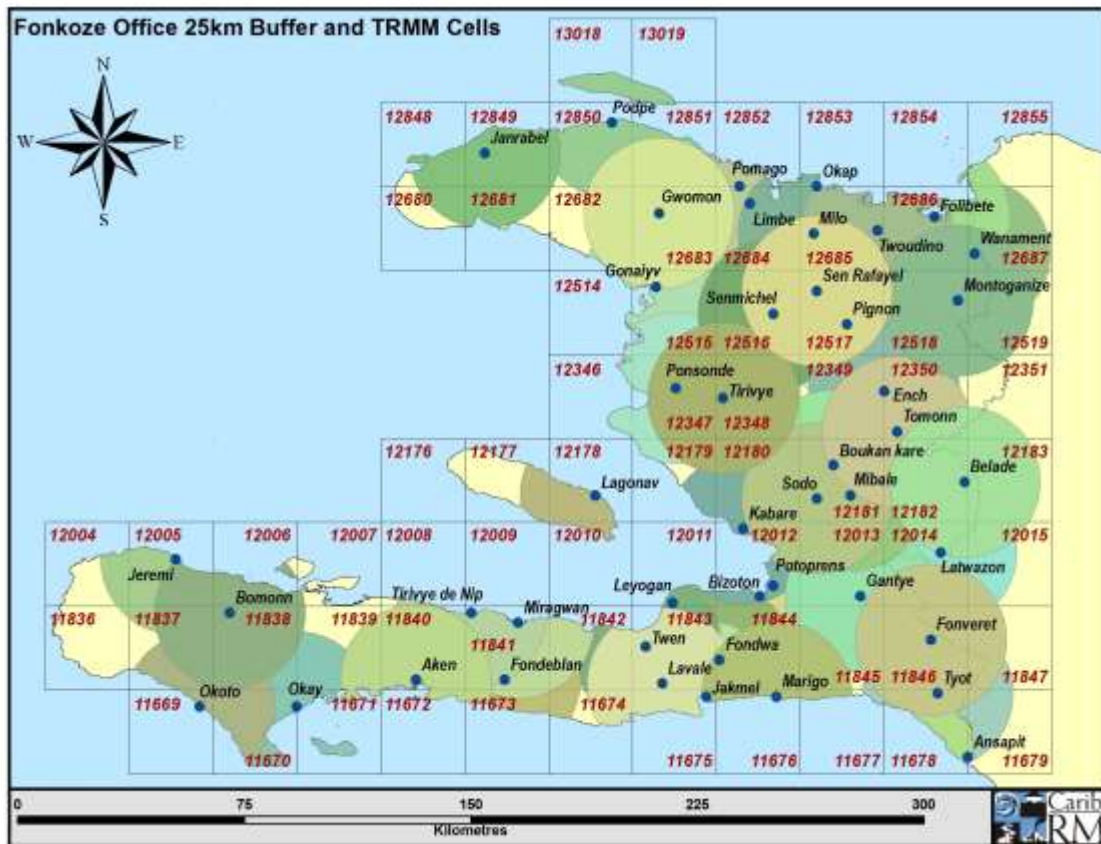 Fonkoze Office 25km Buffer and TRMM Cells
13018 13019
N
W E
S
12848 12849 12850 Podpe 12851 12852 12853 12854 12855
Janrabel
Pomago Okap
12680 12681 12682 Gwomon Limbe Milo 12686 Folibete
Twoudino
Wanament
12683 12684 12685 12687
Gonaiyv
12514 Senmichel Sen Rafayel Montoganize
Pignon
12515 12516 12517 12518 12519
12346 Ponsonde 12349 12350 12351
Tirivye Ench
12347 12348 Tomonn
12176 12177 12178 12179 12180 Boukan kare 12183
Lagonav Sodo Mibale Belade
12181 12182
Kabare
12004 12005 12006 12007 12008 12009 12010 12011 12012 12013 12014 12015
Jeremi Latwazon
Potoprens
Tirivye de Nip Leyogan Bizoton Gantye
Bomonn Miragwan
11836 11837 11838 11839 11840 11842 11843 11844
11841 Twen Fondwa Fonveret
Aken Fondeblan Lavale
11845 11846 11847
Okoto Okay Jakmel Marigo Tyot
11669 11671 11672 11673 11674
11670 11675 11676 11677 11678 11679
Ansapit
0 75 150 225 300
Kilometres
Carib
RM